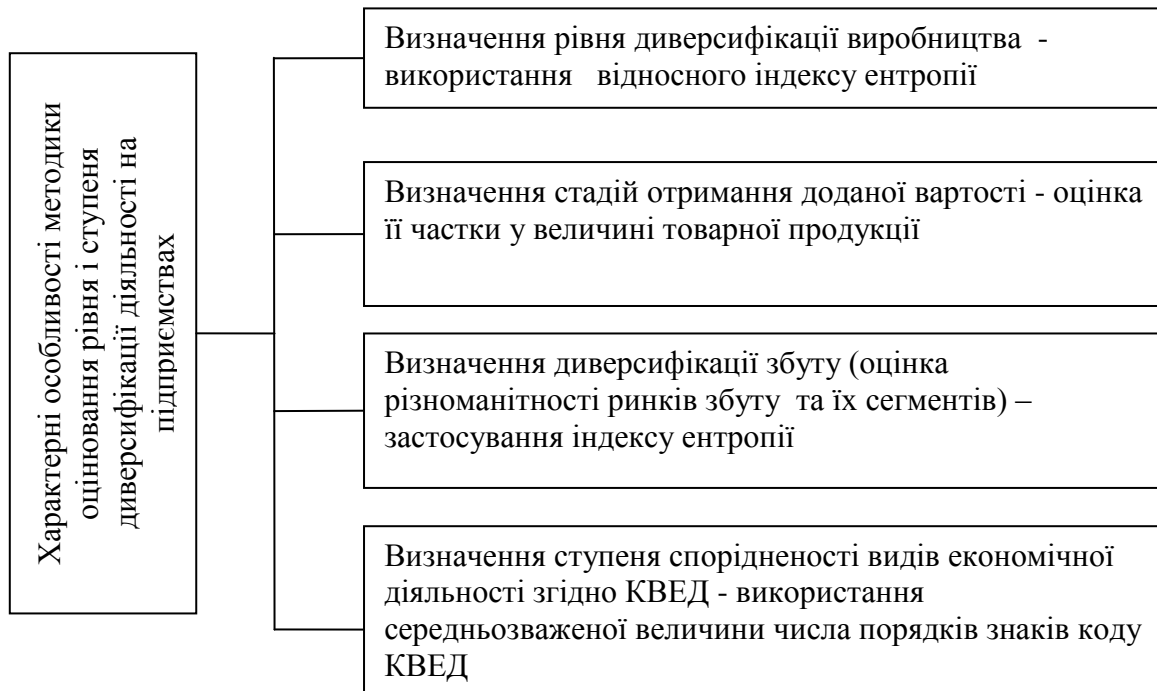 Характерні особливості методики
оцінювання рівня і ступеня
диверсифікації діяльності на
підприємствах
Визначення рівня диверсифікації виробництва -
використання відносного індексу ентропії
Визначення стадій отримання доданої вартості - оцінка
її частки у величині товарної продукції
Визначення диверсифікації збуту (оцінка
різноманітності ринків збуту та їх сегментів) –
застосування індексу ентропії
Визначення ступеня спорідненості видів економічної
діяльності згідно КВЕД - використання
середньозваженої величини числа порядків знаків коду
КВЕД